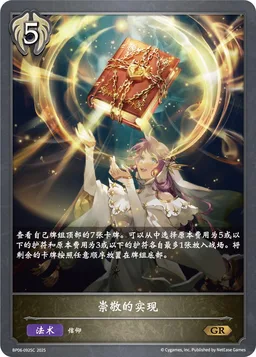 5
查看自己牌组顶部的7张卡牌。可以从中选择原本费用为5或以
下的护符和原本费用为3或以下的护符各自最多1张放入战场。将
剩余的卡牌按照任意顺序放置在牌组底部。
崇敬的实现
法术 信仰
GR
BP06-092SC 2025
© Cygames, Inc. Published by NetEase Games